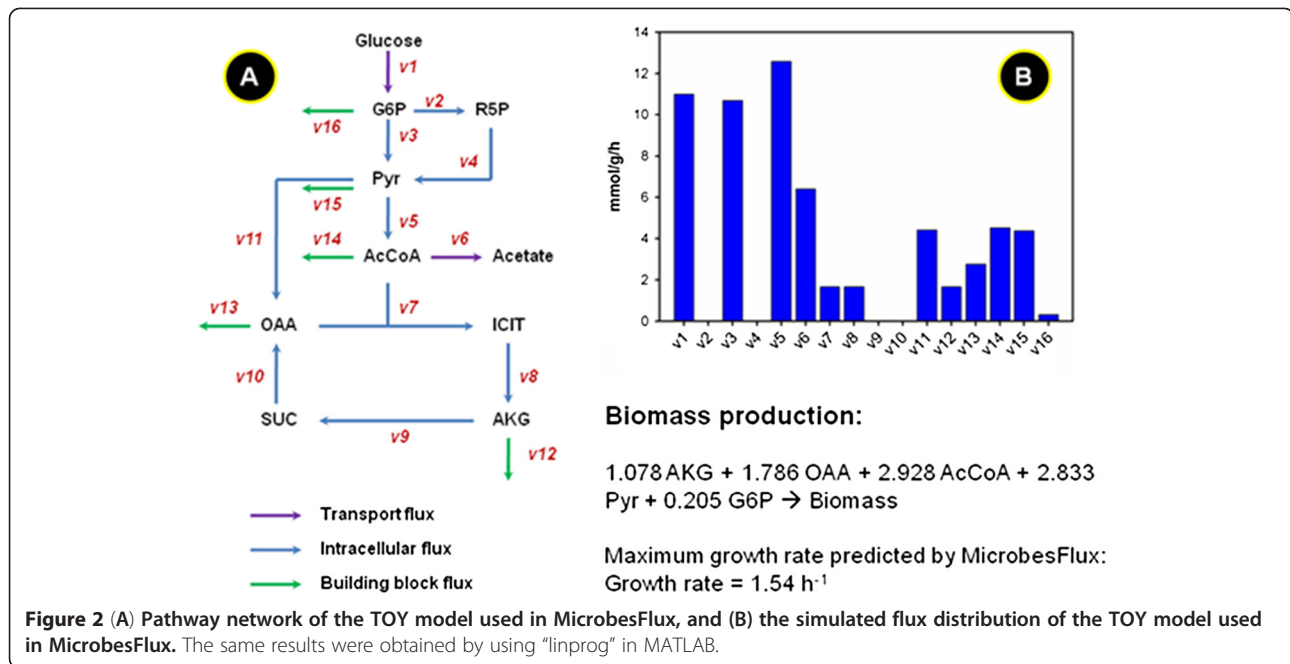 A
Glucose
v1
G6P
v2
R5P
v16
v3
v4
Pyr
v15
v5
v11
v14
v6
AcCoA
Acetate
v13
v7
OAA
ICIT
v10
v8
SUC
AKG
v9
v12
Transport flux
Intracellular flux
Building block flux
B
14
12
10
8
6
4
2
0
mmol/g/h
v1 v2 v3 v4 v5 v6 v7 v8 v9 v10 v11 v12 v13 v14 v15 v16
Biomass production:
1.078 AKG + 1.786 OAA + 2.928 AcCoA + 2.833
Pyr + 0.205 G6P → Biomass
Maximum growth rate predicted by MicrobesFlux:
Growth rate = 1.54 h⁻¹
Figure 2 (A) Pathway network of the TOY model used in MicrobesFlux, and (B) the simulated flux distribution of the TOY model used
in MicrobesFlux. The same results were obtained by using “linprog” in MATLAB.